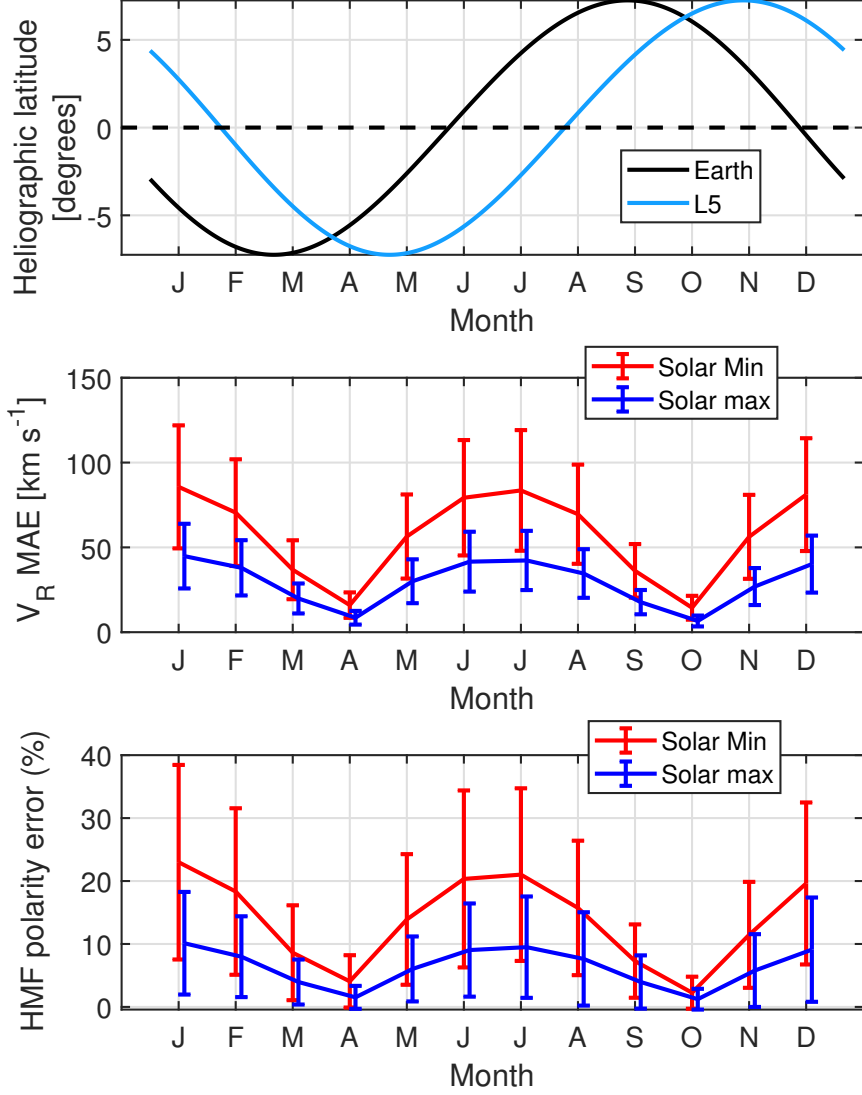 Heliographic latitude
[degrees]
5
0
-5
Earth
L5
J F M A M J J A S O N D
Month
V_R MAE [km s⁻¹]
150
100
50
0
Solar Min
Solar max
J F M A M J J A S O N D
Month
HMF polarity error (%)
40
30
20
10
0
Solar Min
Solar max
J F M A M J J A S O N D
Month